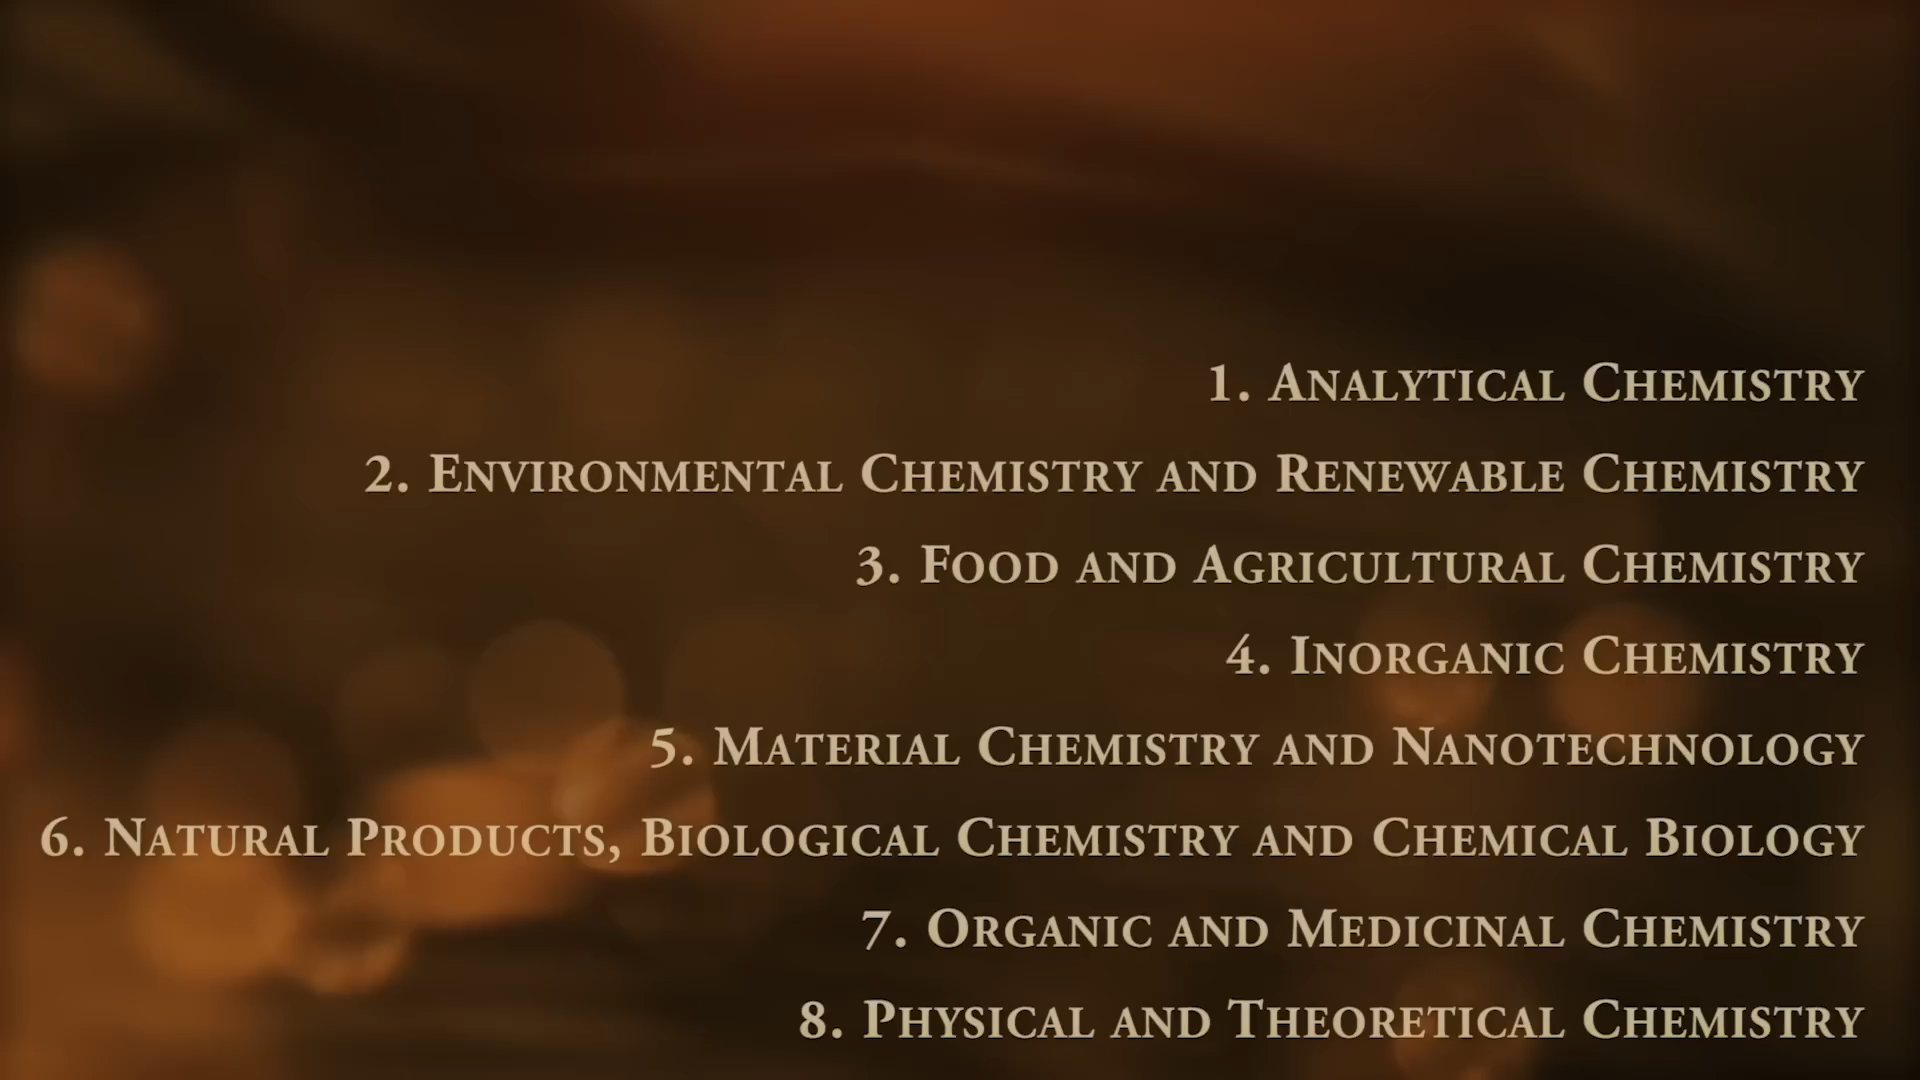 1. Analytical Chemistry
2. Environmental Chemistry and Renewable Chemistry
3. Food and Agricultural Chemistry
4. Inorganic Chemistry
5. Material Chemistry and Nanotechnology
6. Natural Products, Biological Chemistry and Chemical Biology
7. Organic and Medicinal Chemistry
8. Physical and Theoretical Chemistry